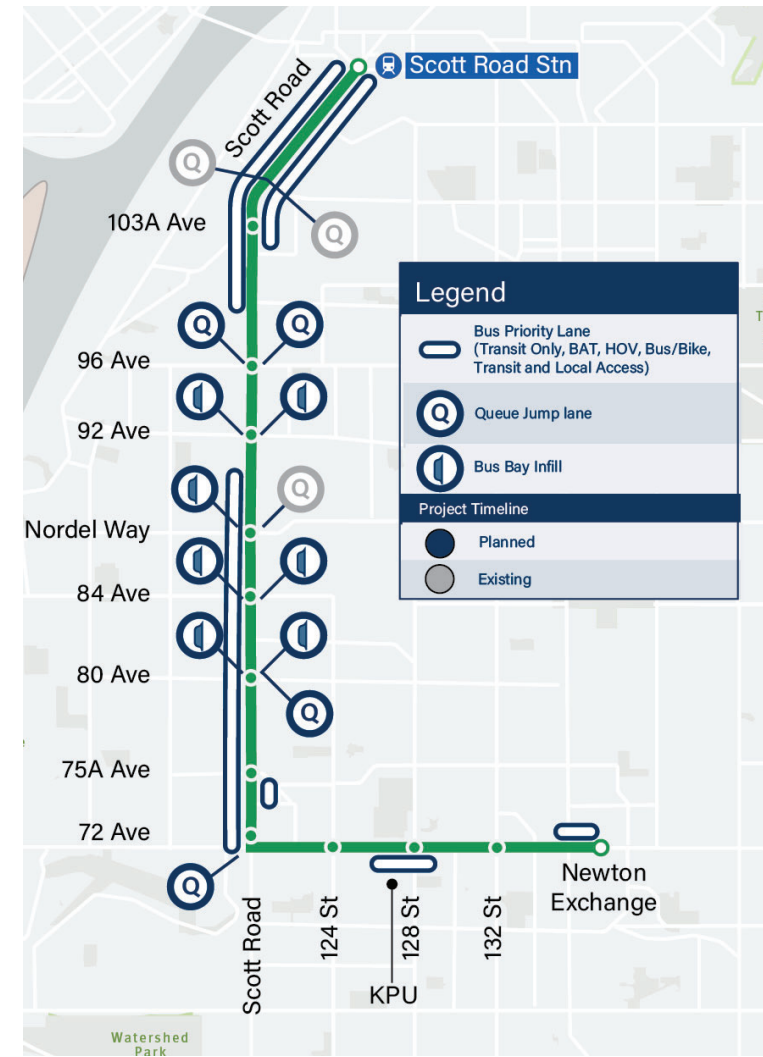 Scott Road Stn
Scott Road
Q
103A Ave
Q
Legend
Bus Priority Lane
(Transit Only, BAT, HOV, Bus/Bike,
Transit and Local Access)
T
Q
Q
96 Ave
Q
Queue Jump lane
92 Ave
Bus Bay Infill
Q
Project Timeline
Nordel Way
Planned
Existing
84 Ave
80 Ave
Q
75A Ave
72 Ave
Q
Newton
Exchange
Scott Road
124 St
128 St
132 St
KPU
Watershed
Park